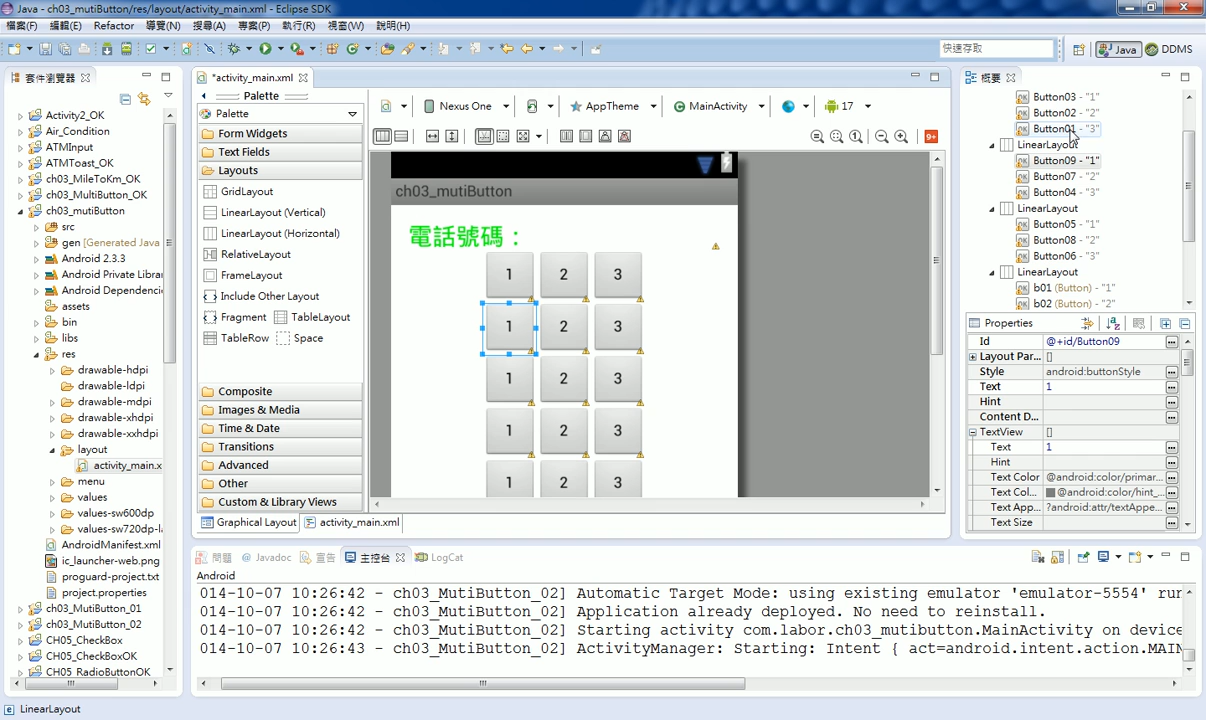 Java - ch03_mutiButton/res/layout/activity_main.xml - Eclipse SDK
檔案(F) 編輯(E) Refactor 導覽(N) 搜尋(A) 專案(P) 執行(R) 視窗(W) 說明(H)
快速存取 Java DDMS
套件瀏覽器
Activity2_OK
Air_Condition
ATMInput
ATMToast_OK
ch03_MileToKm_OK
ch03_MultiButton_OK
ch03_mutiButton
src
gen [Generated Java
Android 2.3.3
Android Private Librar
Android Dependenci
assets
bin
libs
res
drawable-hdpi
drawable-ldpi
drawable-mdpi
drawable-xhdpi
drawable-xxhdpi
layout
activity_main.x
menu
values
values-sw600dp
values-sw720dp-la
AndroidManifest.xml
ic_launcher-web.png
proguard-project.txt
project.properties
ch03_MutiButton_01
ch03_MutiButton_02
CH05_CheckBox
CH05_CheckBoxOK
CH05_RadioButtonOK
*activity_main.xml
Palette
Palette
Form Widgets
Text Fields
Layouts
GridLayout
LinearLayout (Vertical)
LinearLayout (Horizontal)
RelativeLayout
FrameLayout
Include Other Layout
Fragment TableLayout
TableRow Space
Composite
Images & Media
Time & Date
Transitions
Advanced
Other
Custom & Library Views
Nexus One AppTheme MainActivity 17
9+
ch03_mutiButton
電話號碼：
1 2 3
1 2 3
1 2 3
1 2 3
1 2 3
Graphical Layout activity_main.xml
概要
Button03 - "1"
Button02 - "2"
Button01 - "3"
LinearLayout
Button09 - "1"
Button07 - "2"
Button04 - "3"
LinearLayout
Button05 - "1"
Button08 - "2"
Button06 - "3"
LinearLayout
b01 (Button) - "1"
b02 (Button) - "2"
Properties
Id @+id/Button09
Layout Par... []
Style android:buttonStyle
Text 1
Hint
Content D...
TextView []
Text 1
Hint
Text Color @android:color/primar...
Text Col... @android:color/hint_...
Text App... ?android:attr/textAppe...
Text Size
問題 @ Javadoc 宣告 主控台 LogCat
Android
014-10-07 10:26:42 - ch03_MutiButton_02] Automatic Target Mode: using existing emulator 'emulator-5554' run
014-10-07 10:26:42 - ch03_MutiButton_02] Application already deployed. No need to reinstall.
014-10-07 10:26:42 - ch03_MutiButton_02] Starting activity com.labor.ch03_mutibutton.MainActivity on device
014-10-07 10:26:43 - ch03_MutiButton_02] ActivityManager: Starting: Intent { act=android.intent.action.MAIN
LinearLayout